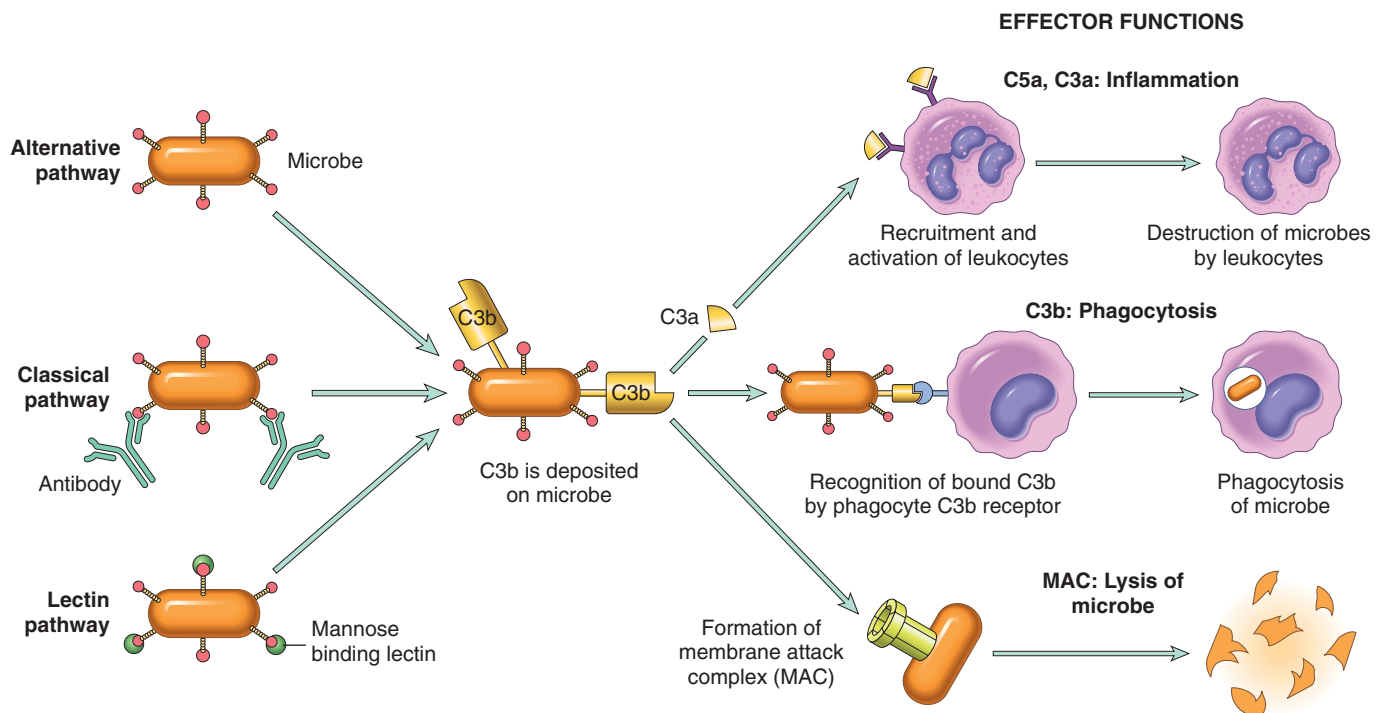 EFFECTOR FUNCTIONS
C5a, C3a: Inflammation
Alternative
pathway
Microbe
Recruitment and
activation of leukocytes
Destruction of microbes
by leukocytes
C3b
C3a
C3b: Phagocytosis
Classical
pathway
C3b
Antibody
C3b is deposited
on microbe
Recognition of bound C3b
by phagocyte C3b receptor
Phagocytosis
of microbe
Lectin
pathway
Mannose
binding lectin
Formation of
membrane attack
complex (MAC)
MAC: Lysis of
microbe